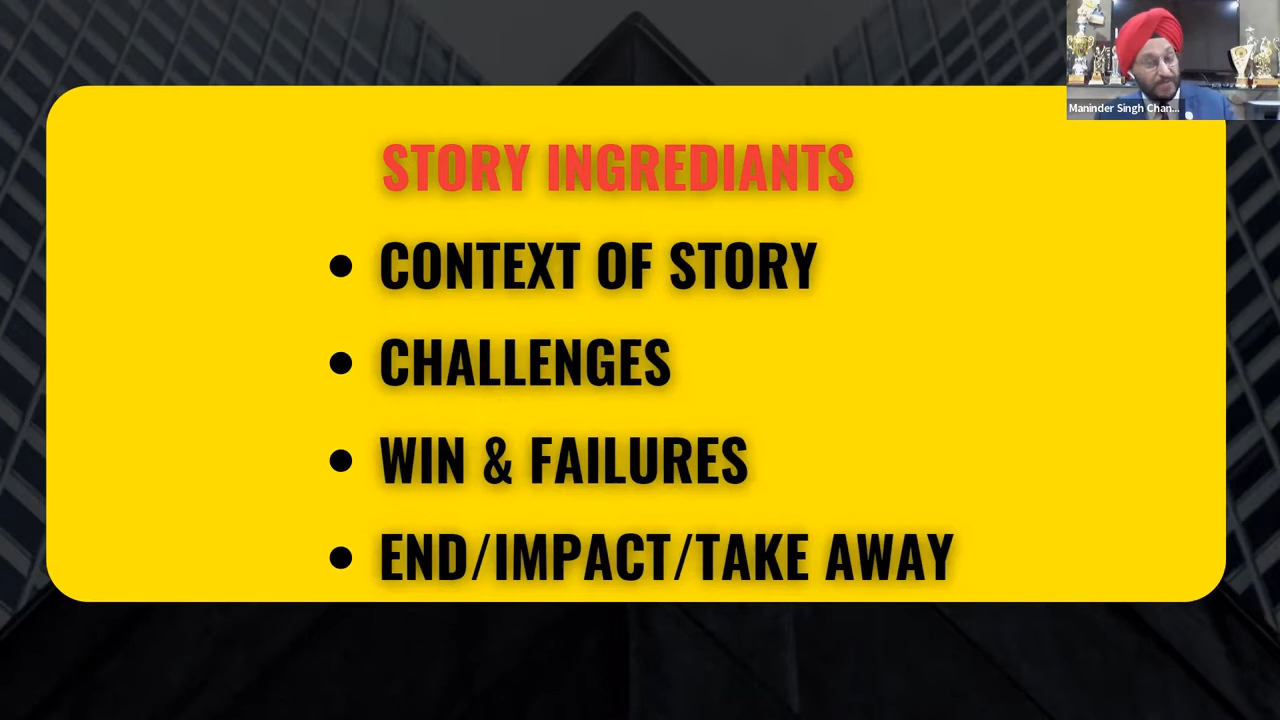 STORY INGREDIANTS
• CONTEXT OF STORY
• CHALLENGES
• WIN & FAILURES
• END/IMPACT/TAKE AWAY
Maninder Singh Chan...